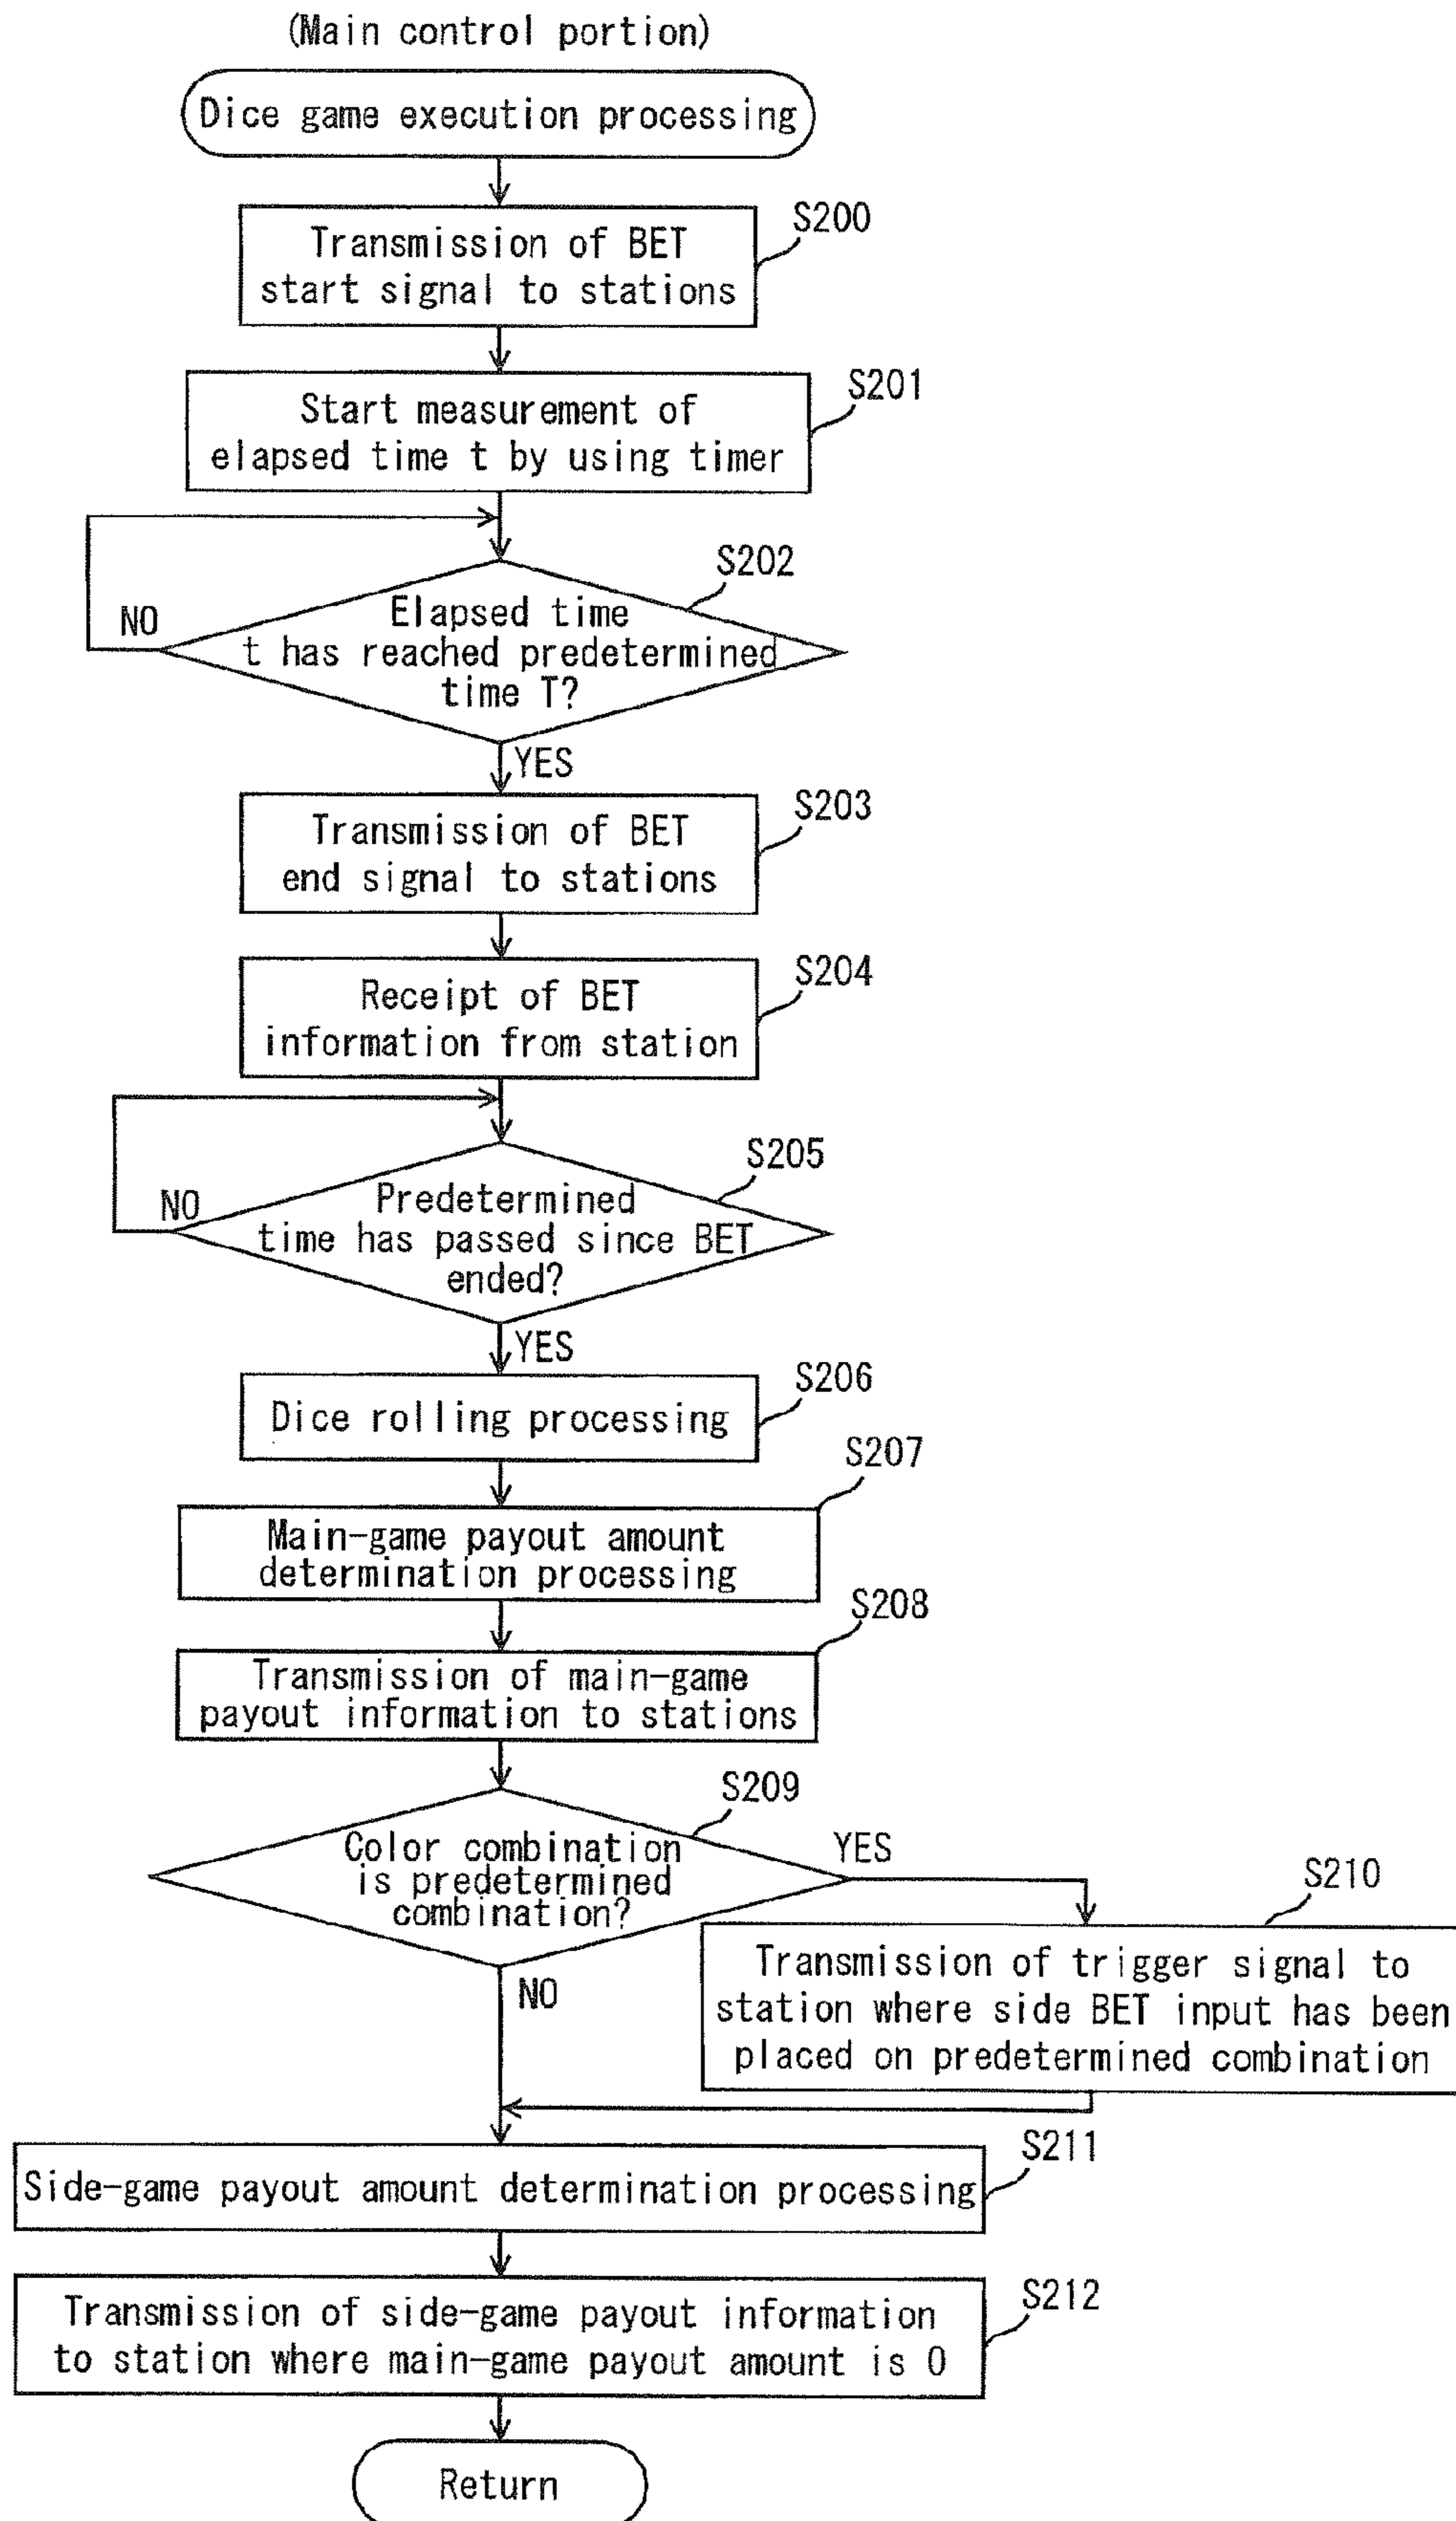 (Main control portion)
Dice game execution processing
S200
Transmission of BET
start signal to stations
S201
Start measurement of
elapsed time t by using timer
S202
NO
Elapsed time
t has reached predetermined
time T?
YES
S203
Transmission of BET
end signal to stations
S204
Receipt of BET
information from station
S205
NO
Predetermined
time has passed since BET
ended?
YES
S206
Dice rolling processing
S207
Main-game payout amount
determination processing
S208
Transmission of main-game
payout information to stations
S209
Color combination
is predetermined
combination?
YES
NO
S210
Transmission of trigger signal to
station where side BET input has been
placed on predetermined combination
S211
Side-game payout amount determination processing
S212
Transmission of side-game payout information
to station where main-game payout amount is 0
Return